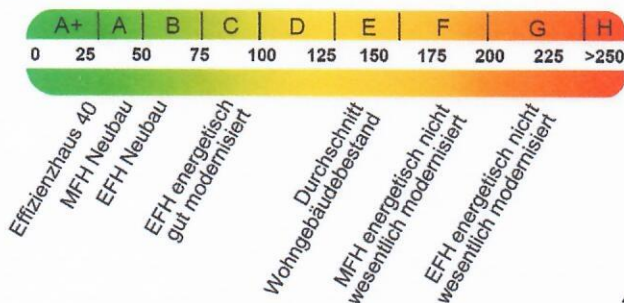 A+ A B C D E F G H
0 25 50 75 100 125 150 175 200 225 >250
Effizienzhaus 40
MFH Neubau
EFH Neubau
EFH energetisch
gut modernisiert
Durchschnitt
Wohngebäudebestand
MFH energetisch nicht
wesentlich modernisiert
EFH energetisch nicht
wesentlich modernisiert